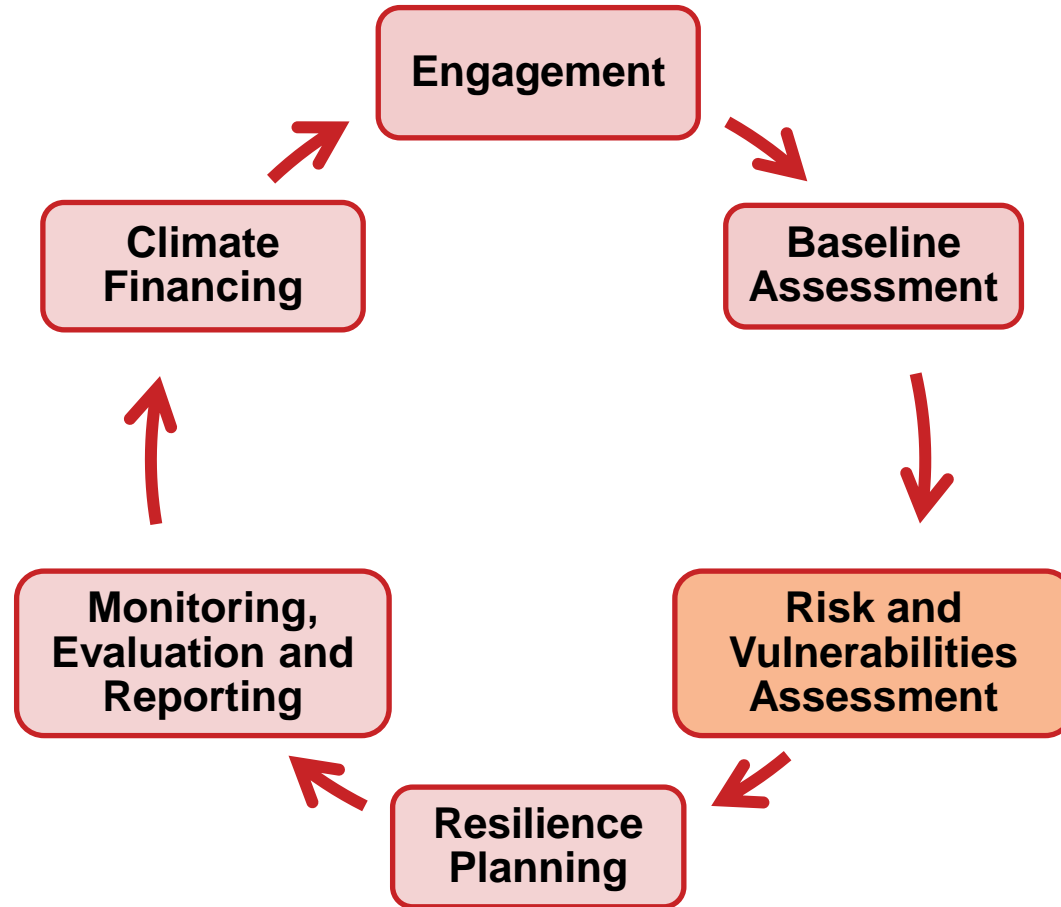 Engagement
Baseline
Assessment
Risk and
Vulnerabilities
Assessment
Resilience
Planning
Monitoring,
Evaluation and
Reporting
Climate
Financing